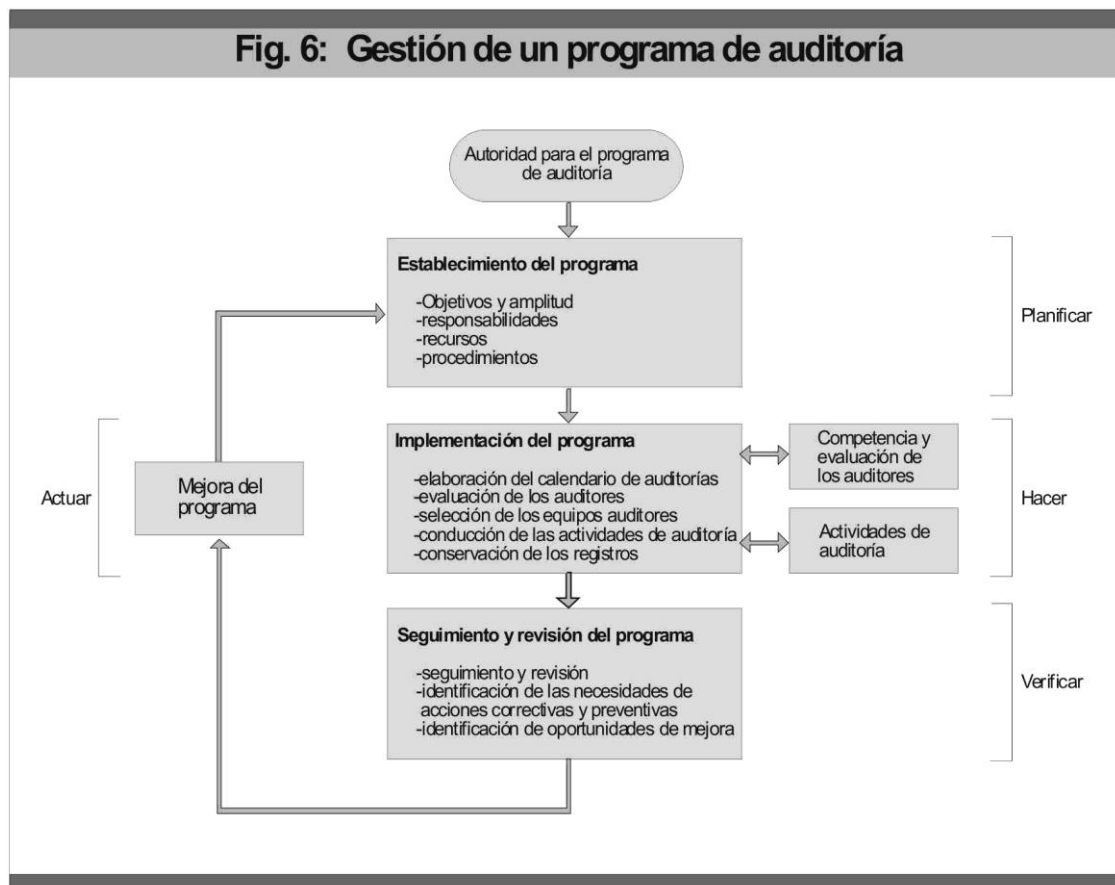 Fig. 6: Gestión de un programa de auditoría
Autoridad para el programa
de auditoría
Establecimiento del programa
-Objetivos y amplitud
-responsabilidades
-recursos
-procedimientos
Planificar
Implementación del programa
-elaboración del calendario de auditorías
-evaluación de los auditores
-selección de los equipos auditores
-conducción de las actividades de auditoría
-conservación de los registros
Competencia y
evaluación de
los auditores
Actividades de
auditoría
Hacer
Actuar
Mejora del
programa
Seguimiento y revisión del programa
-seguimiento y revisión
-identificación de las necesidades de
acciones correctivas y preventivas
-identificación de oportunidades de mejora
Verificar